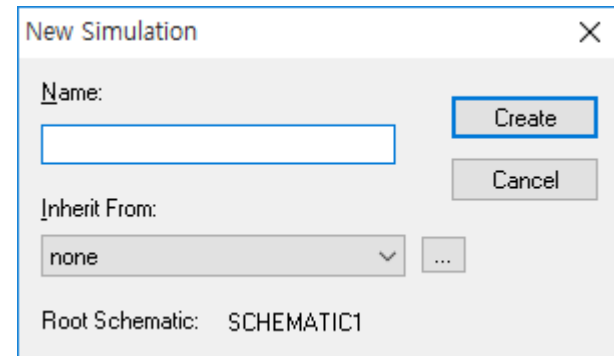 New Simulation
Name:
Create
Cancel
Inherit From:
none
...
Root Schematic: SCHEMATIC1